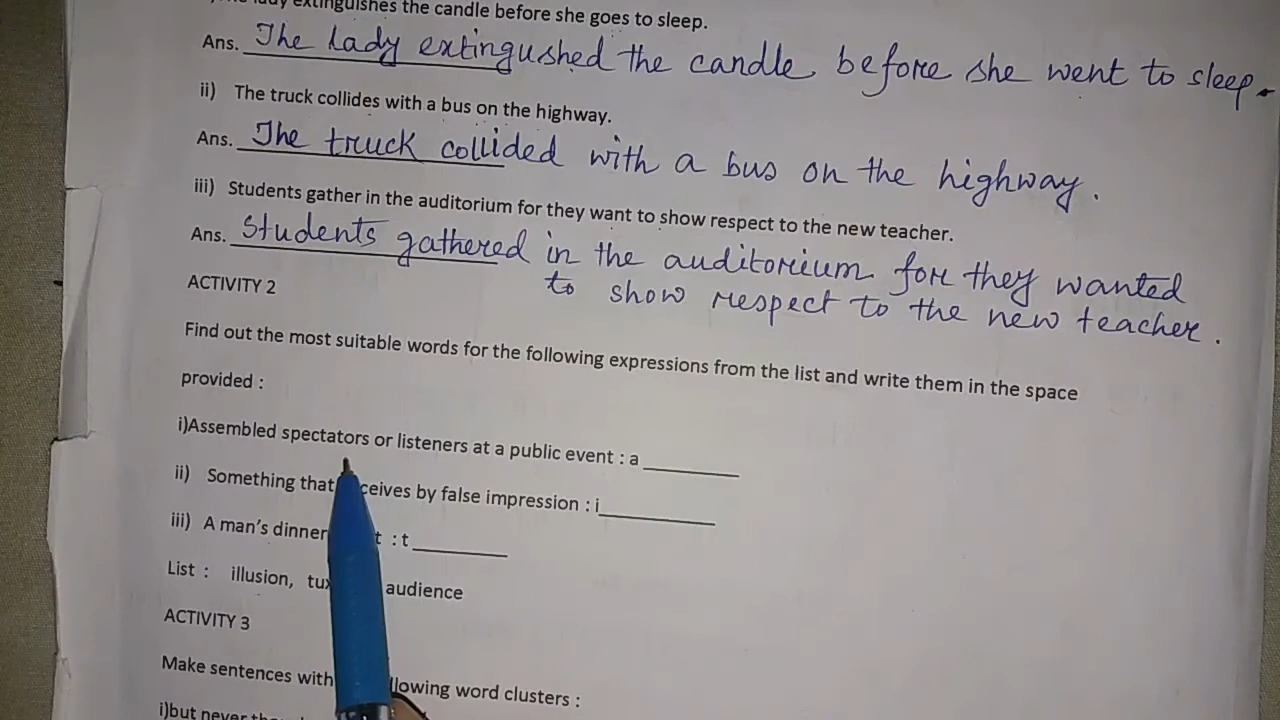 extinguishes the candle before she goes to sleep.
Ans. The lady extingushed the candle before she went to sleep.
ii) The truck collides with a bus on the highway.
Ans. The truck collided with a bus on the highway.
iii) Students gather in the auditorium for they want to show respect to the new teacher.
Ans. Students gathered in the auditorium for they wanted
to show respect to the new teacher.
ACTIVITY 2
Find out the most suitable words for the following expressions from the list and write them in the space
provided :
i)Assembled spectators or listeners at a public event : a
ii) Something that by false impression : i
iii) A man's dinner : t
List : illusion, audience
ACTIVITY 3
Make sentences with word clusters :
i)but never